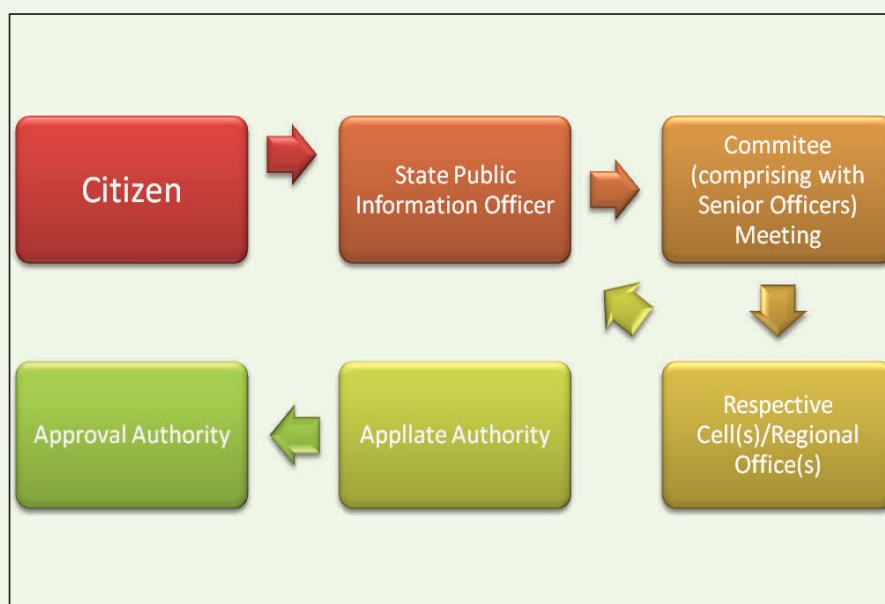 Citizen
State Public
Information Officer
Commitee
(comprising with
Senior Officers)
Meeting
Respective
Cell(s)/Regional
Office(s)
Appllate Authority
Approval Authority